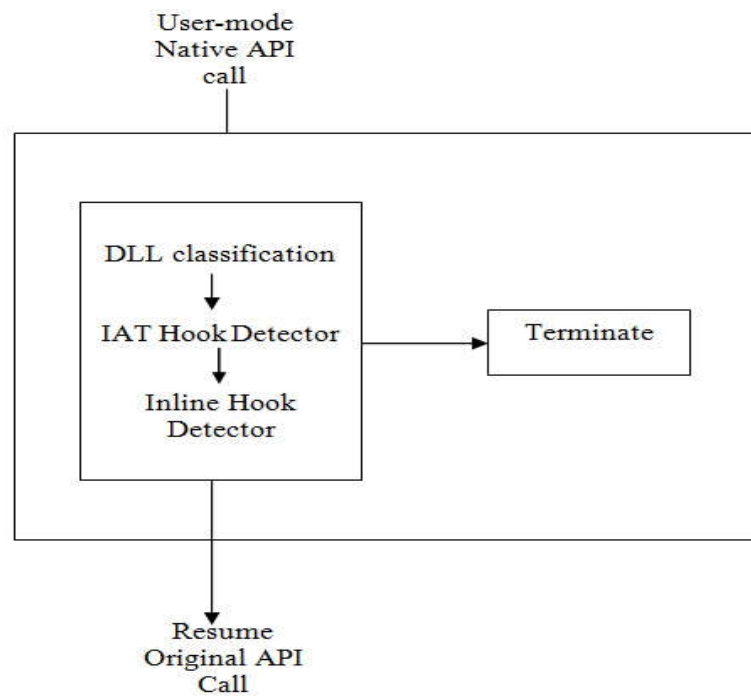 User-mode
Native API
call
DLL classification
IAT Hook Detector
Inline Hook
Detector
Terminate
Resume
Original API
Call